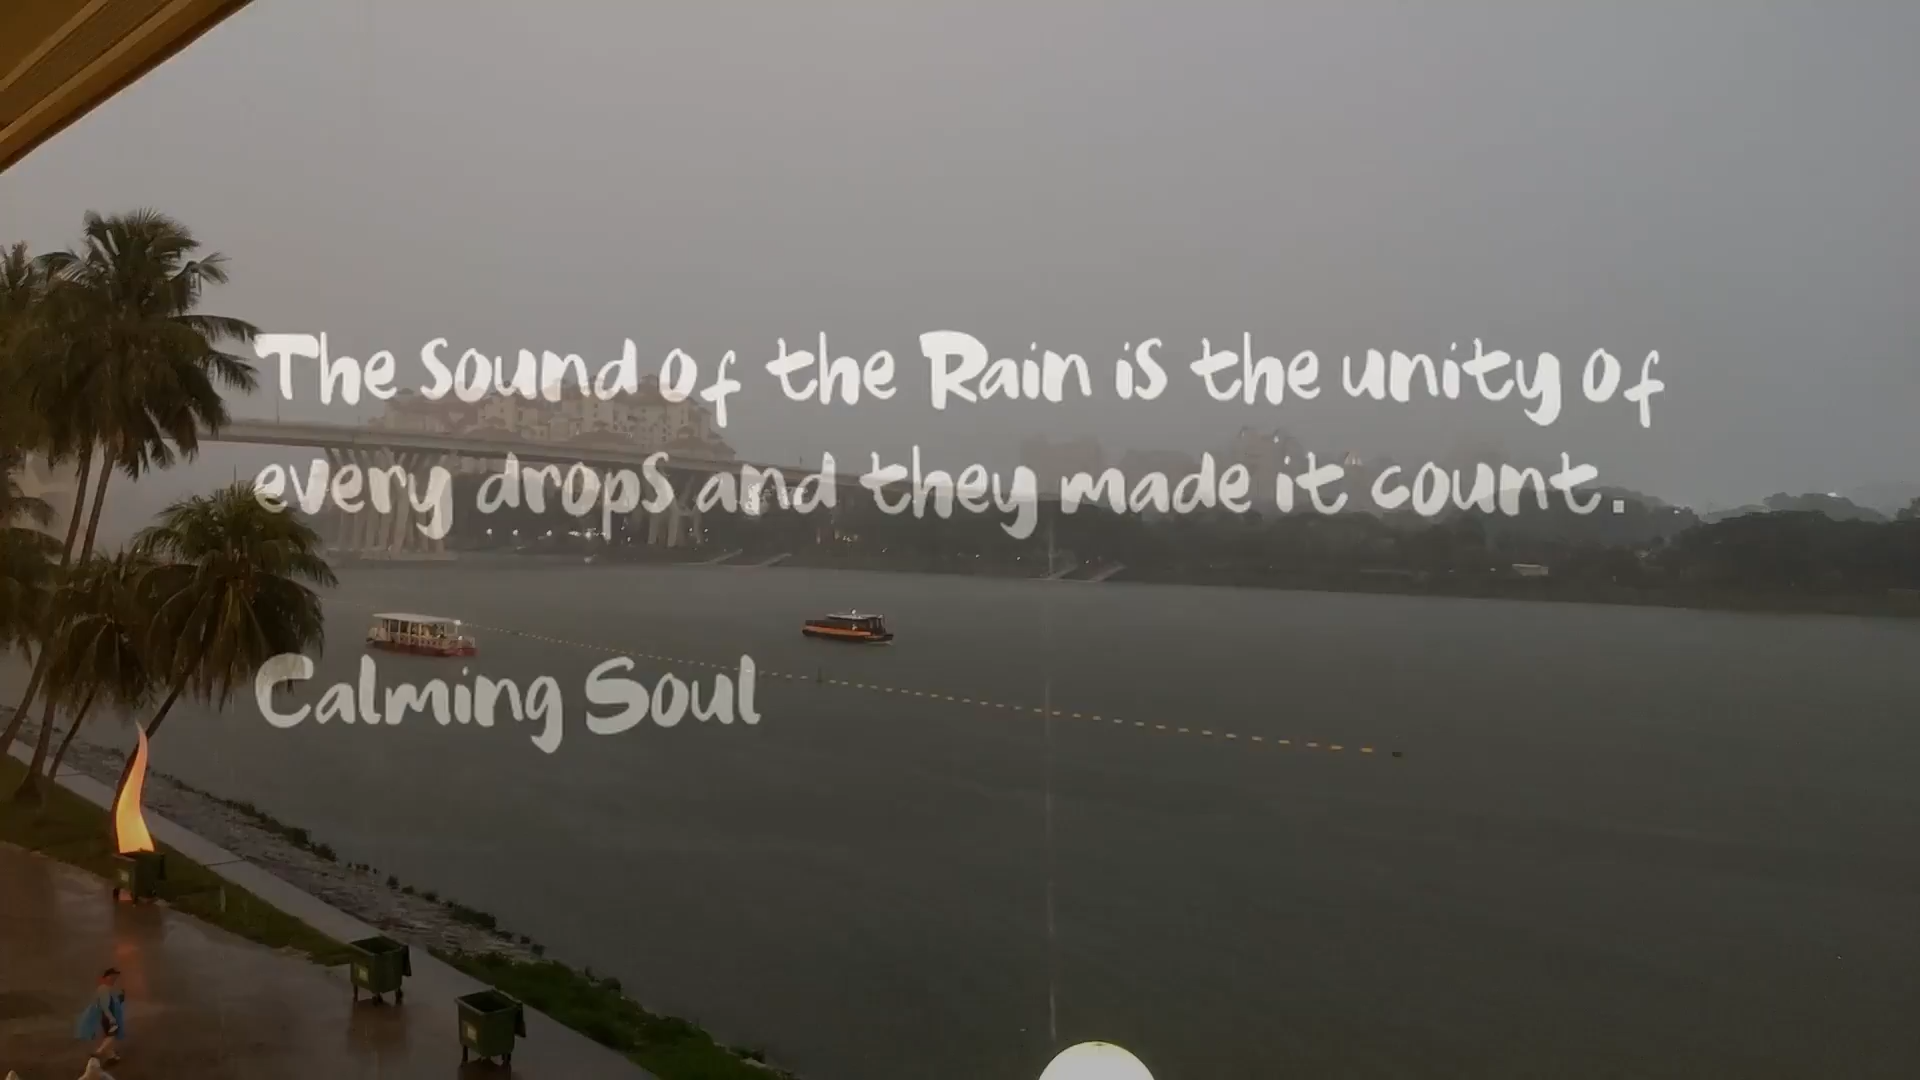 The sound of the Rain is the unity of
every drops and they made it count.
Calming Soul